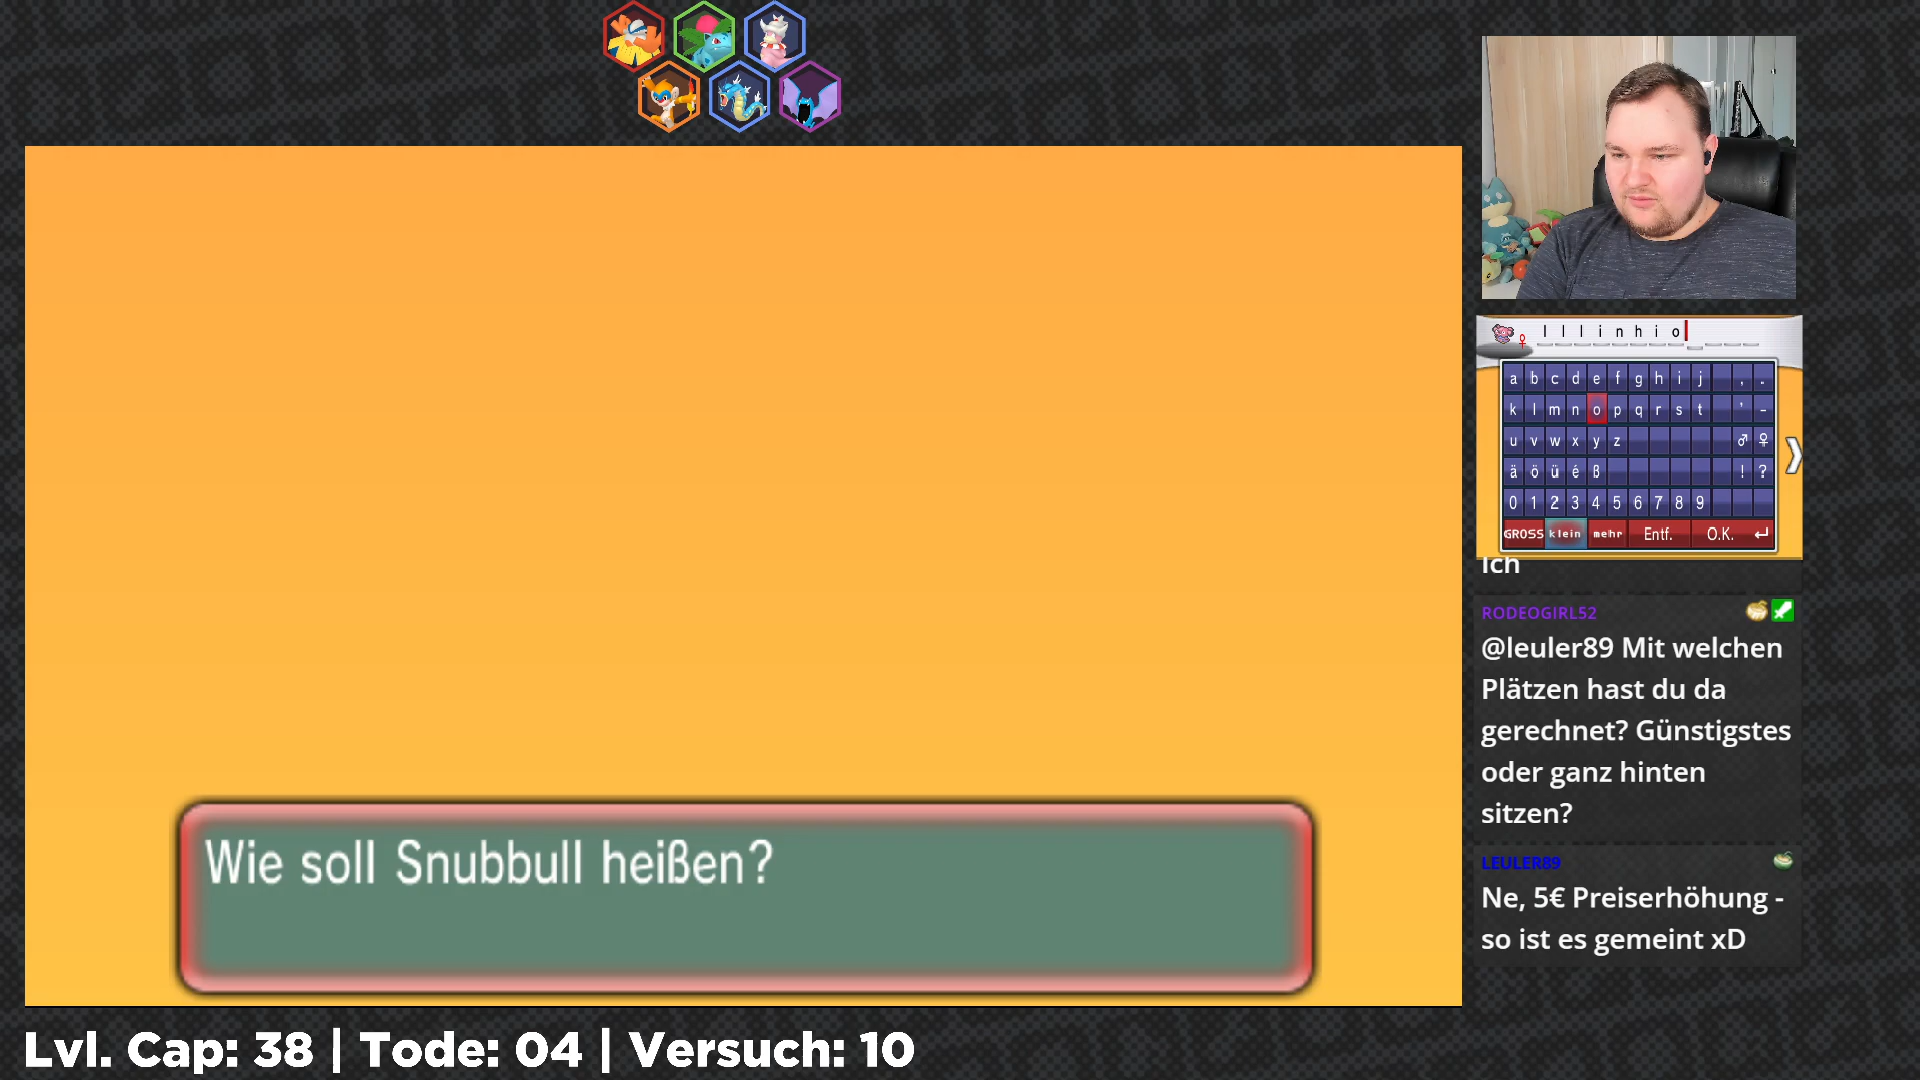 Wie soll Snubbull heißen?
Lvl. Cap: 38 | Tode: 04 | Versuch: 10
l l l i n h i o
a b c d e f g h i j , .
k l m n o p q r s t ' -
u v w x y z ♂ ♀
ä ö ü é ß ! ?
0 1 2 3 4 5 6 7 8 9
GROSS klein mehr Entf. O.K.
Ich
RODEOGIRL52
@leuler89 Mit welchen
Plätzen hast du da
gerechnet? Günstigstes
oder ganz hinten
sitzen?
LEULER89
Ne, 5€ Preiserhöhung -
so ist es gemeint xD